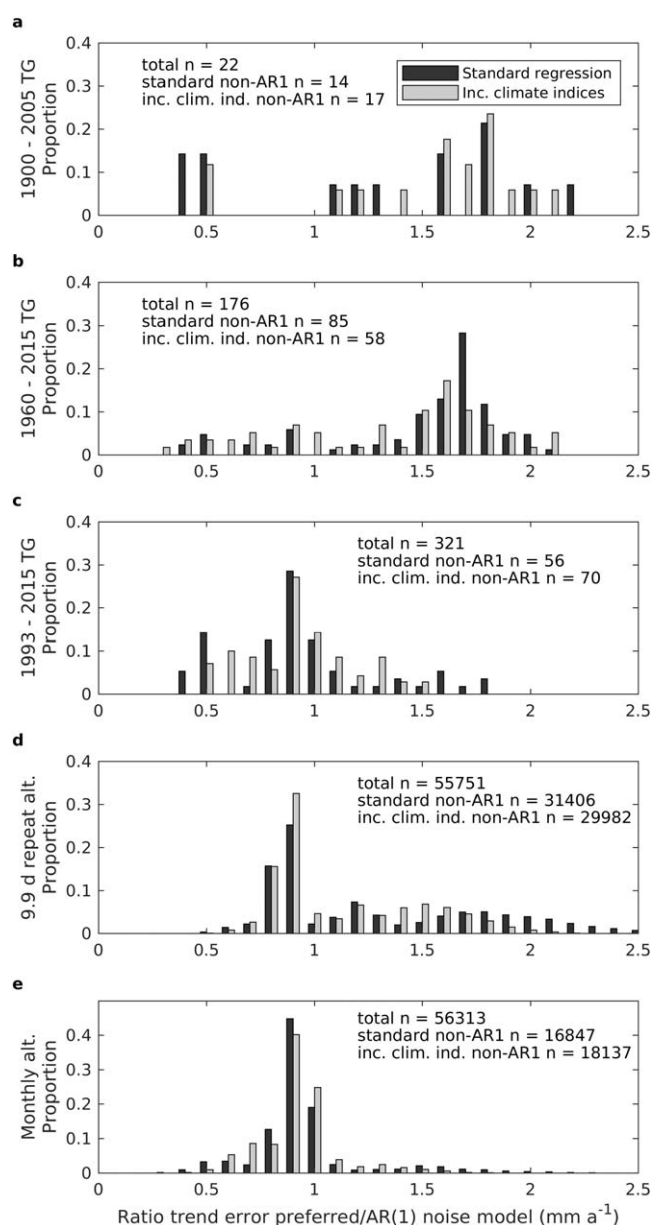 a
1900 - 2005 TG
Proportion
0.4
0.3
0.2
0.1
0
total n = 22
standard non-AR1 n = 14
inc. clim. ind. non-AR1 n = 17
Standard regression
Inc. climate indices
0 0.5 1 1.5 2 2.5
b
1960 - 2015 TG
Proportion
0.4
0.3
0.2
0.1
0
total n = 176
standard non-AR1 n = 85
inc. clim. ind. non-AR1 n = 58
0 0.5 1 1.5 2 2.5
c
1993 - 2015 TG
Proportion
0.4
0.3
0.2
0.1
0
total n = 321
standard non-AR1 n = 56
inc. clim. ind. non-AR1 n = 70
0 0.5 1 1.5 2 2.5
d
9.9 d repeat alt.
Proportion
0.4
0.3
0.2
0.1
0
total n = 55751
standard non-AR1 n = 31406
inc. clim. ind. non-AR1 n = 29982
0 0.5 1 1.5 2 2.5
e
Monthly alt.
Proportion
0.4
0.3
0.2
0.1
0
total n = 56313
standard non-AR1 n = 16847
inc. clim. ind. non-AR1 n = 18137
0 0.5 1 1.5 2 2.5
Ratio trend error preferred/AR(1) noise model (mm a⁻¹)